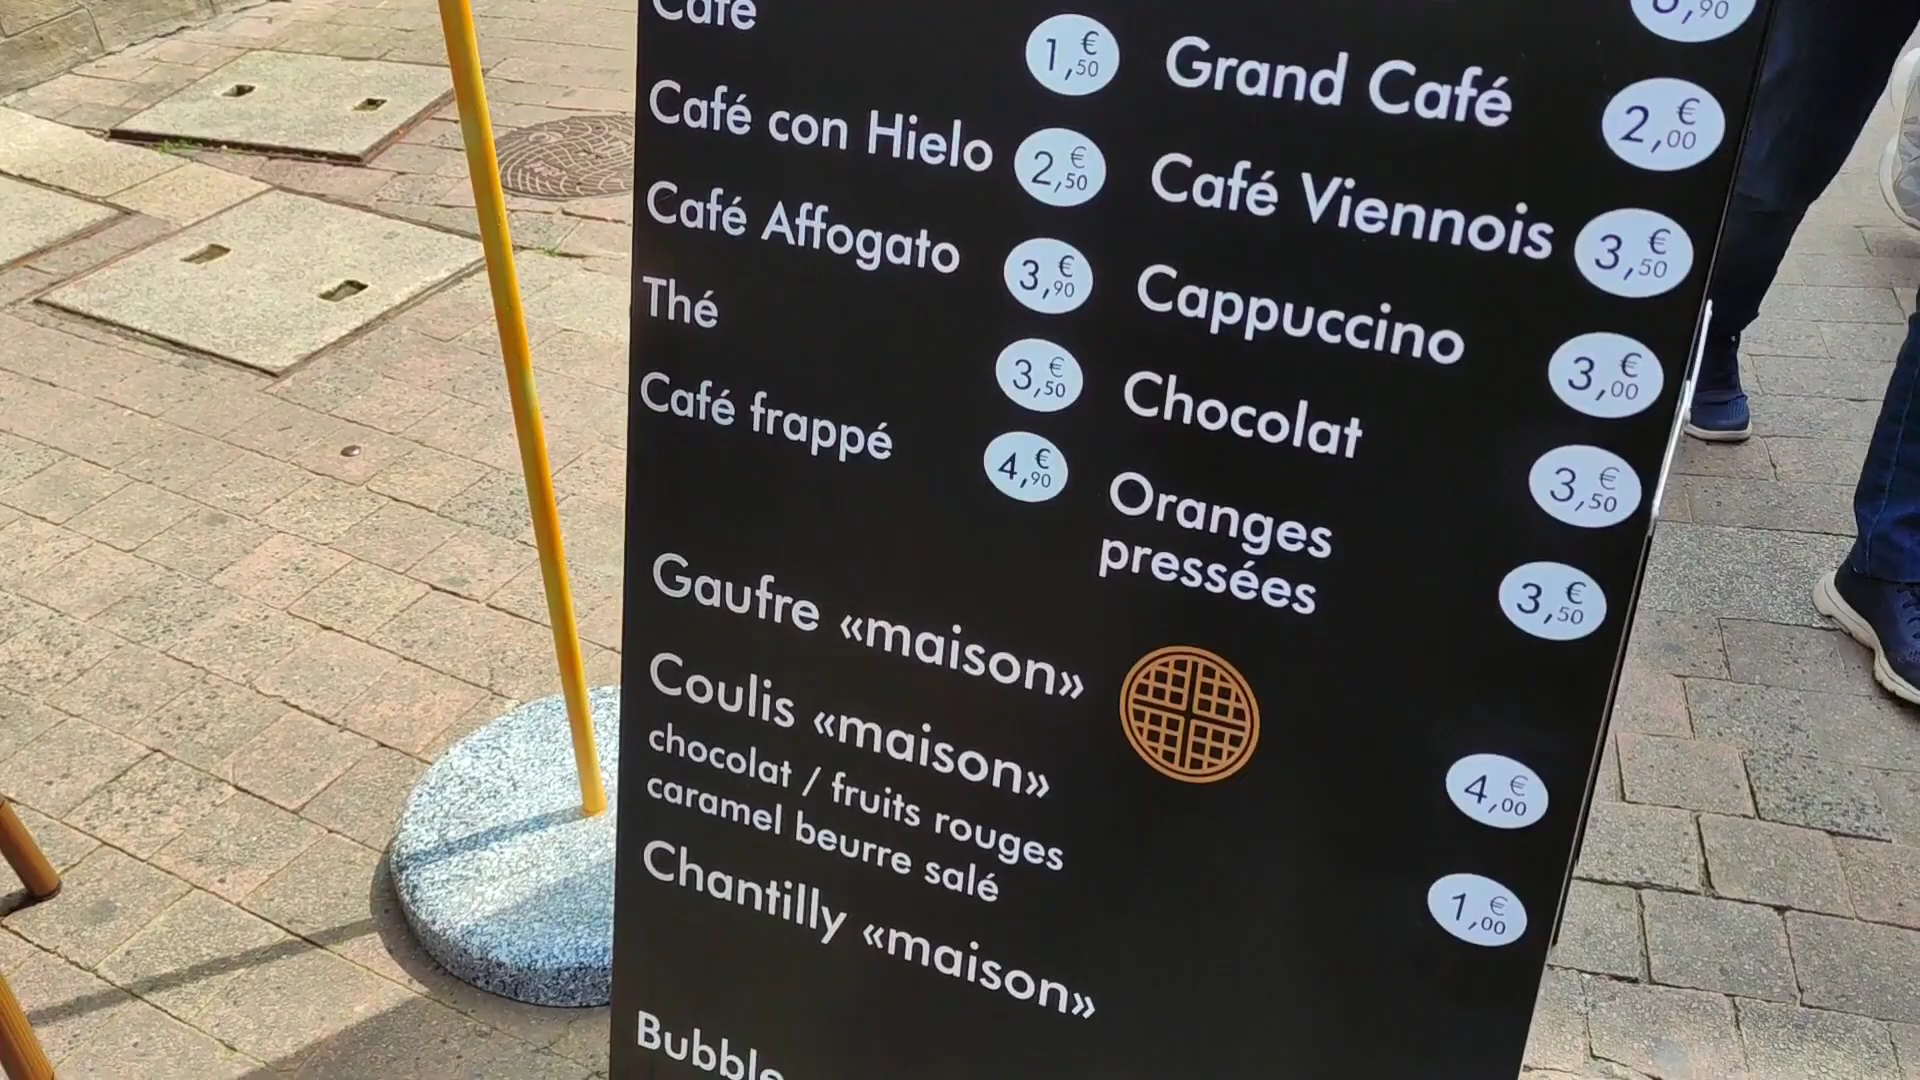 Café
1,50 €
Café con Hielo
2,50 €
Café Affogato
3,90 €
Thé
3,50 €
Café frappé
4,90 €
,90
Grand Café
2,00 €
Café Viennois
3,50 €
Cappuccino
3,00 €
Chocolat
3,50 €
Oranges
pressées
3,50 €
Gaufre «maison»
4,00 €
Coulis «maison»
1,00 €
chocolat / fruits rouges
caramel beurre salé
Chantilly «maison»
Bubble